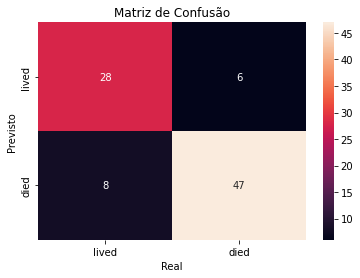 Matriz de Confusão
lived
died
Previsto
28
6
8
47
lived
died
Real
45
40
35
30
25
20
15
10